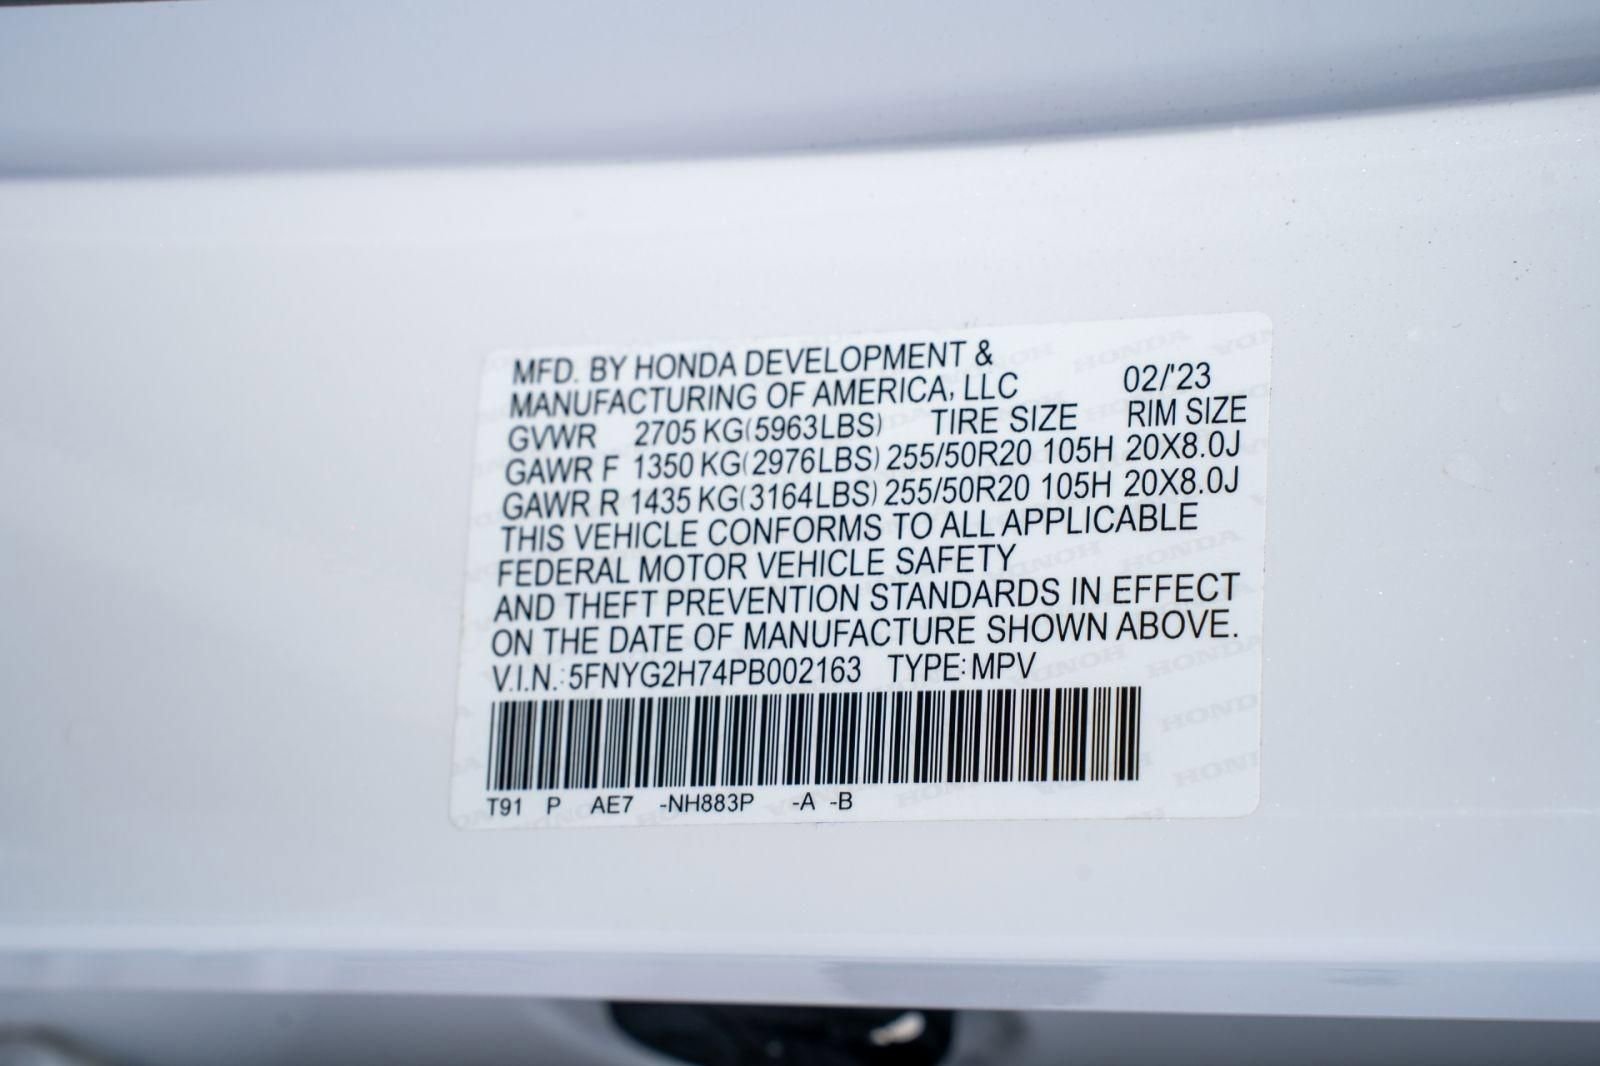 MFD. BY HONDA DEVELOPMENT &
MANUFACTURING OF AMERICA, LLC 02/'23
GVWR 2705 KG(5963LBS) TIRE SIZE RIM SIZE
GAWR F 1350 KG(2976LBS) 255/50R20 105H 20X8.0J
GAWR R 1435 KG(3164LBS) 255/50R20 105H 20X8.0J
THIS VEHICLE CONFORMS TO ALL APPLICABLE
FEDERAL MOTOR VEHICLE SAFETY
AND THEFT PREVENTION STANDARDS IN EFFECT
ON THE DATE OF MANUFACTURE SHOWN ABOVE.
V.I.N.: 5FNYG2H74PB002163 TYPE: MPV
T91 P AE7 -NH883P -A -B